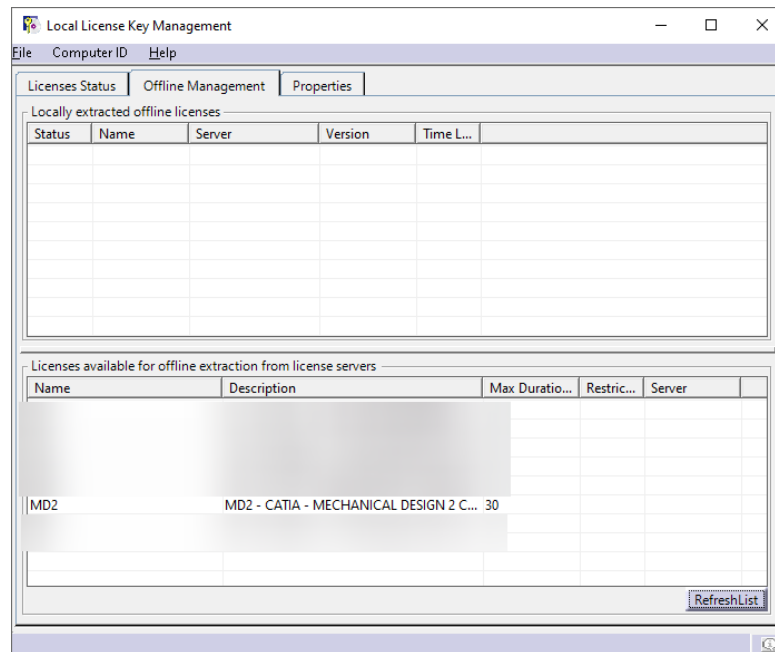 Local License Key Management
File Computer ID Help
Licenses Status Offline Management Properties
Locally extracted offline licenses
Status Name Server Version Time L...
Licenses available for offline extraction from license servers
Name Description Max Duratio... Restric... Server
MD2 MD2 - CATIA - MECHANICAL DESIGN 2 C... 30
RefreshList